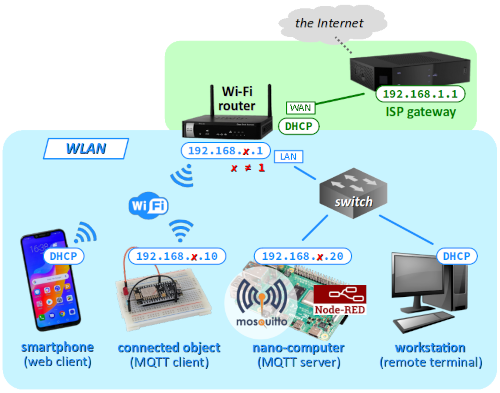 the Internet
Wi-Fi
router
192.168.1.1
WAN
ISP gateway
DHCP
WLAN
192.168.x.1
LAN
x ≠ 1
Wi Fi
switch
DHCP
192.168.x.10
192.168.x.20
DHCP
mosquitto
Node-RED
smartphone
(web client)
connected object
(MQTT client)
nano-computer
(MQTT server)
workstation
(remote terminal)